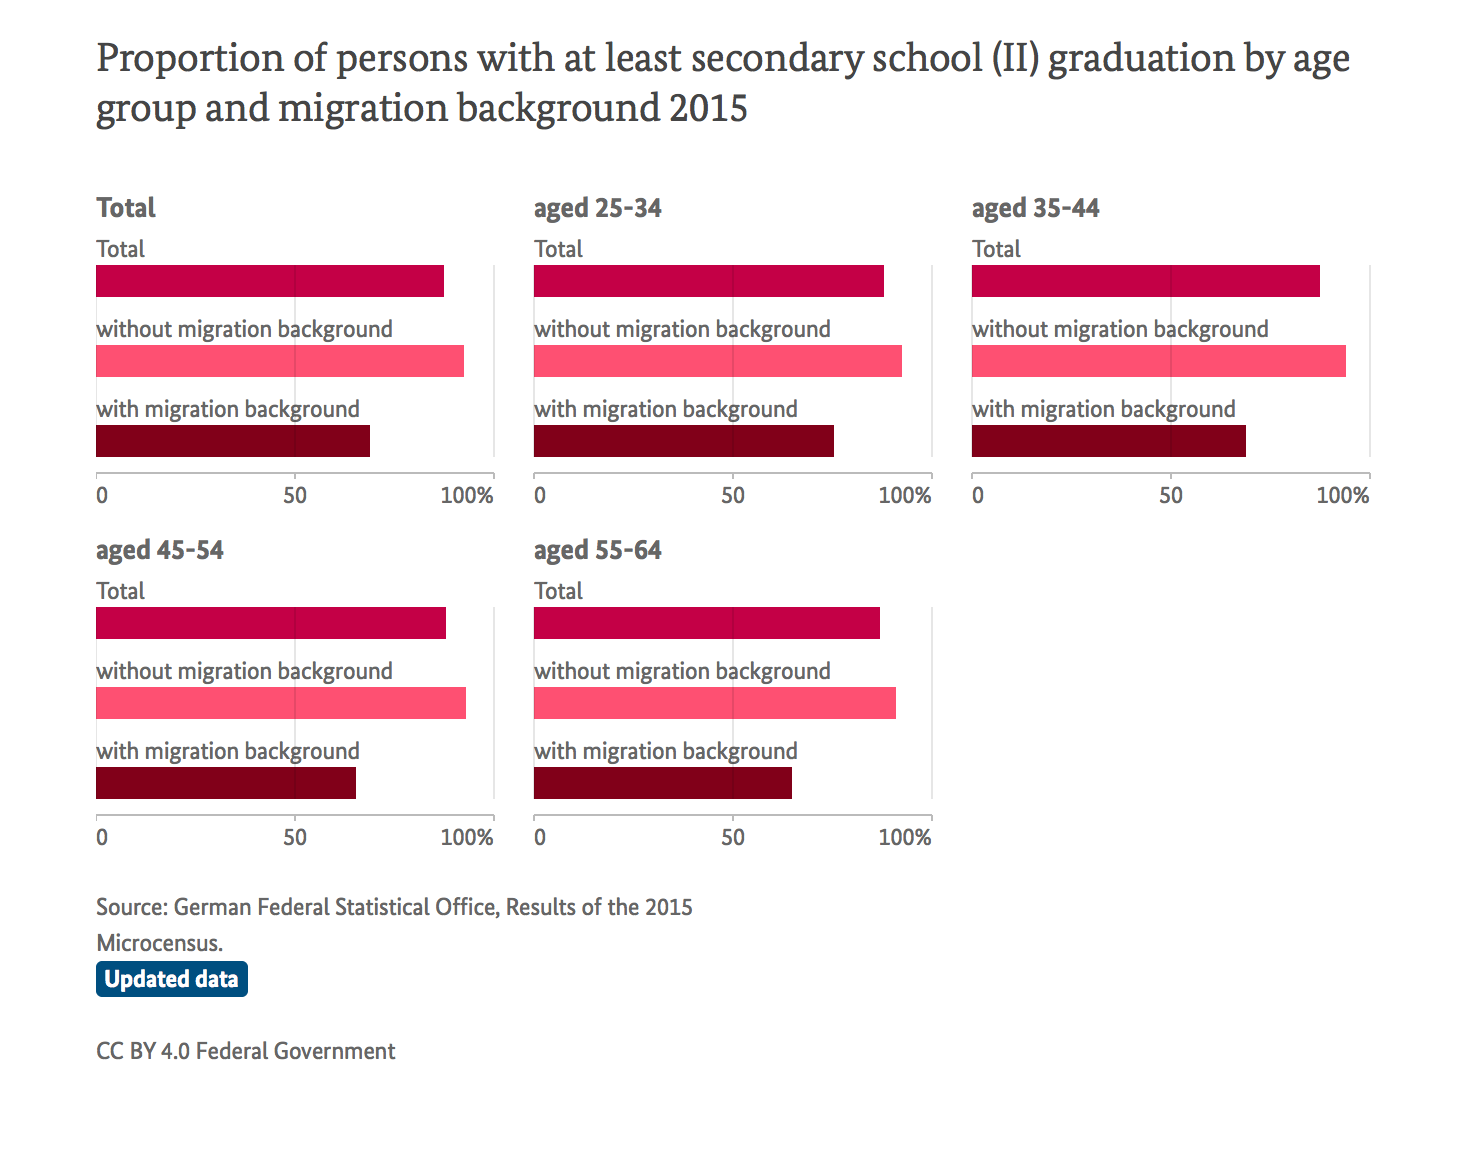 Proportion of persons with at least secondary school (II) graduation by age
group and migration background 2015
Total
Total
without migration background
with migration background
0 50 100%
aged 25-34
Total
without migration background
with migration background
0 50 100%
aged 35-44
Total
without migration background
with migration background
0 50 100%
aged 45-54
Total
without migration background
with migration background
0 50 100%
aged 55-64
Total
without migration background
with migration background
0 50 100%
Source: German Federal Statistical Office, Results of the 2015
Microcensus.
Updated data
CC BY 4.0 Federal Government